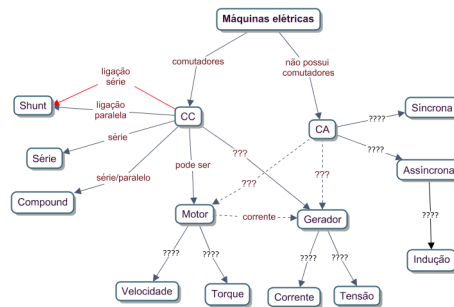 Máquinas elétricas
comutadores
não possui
comutadores
ligação
série
Shunt
ligação
paralela
CC
Síncrona
????
CA
série
Série
????
???
pode ser
Assíncrona
série/paralelo
???
Compound
Motor
corrente
Gerador
????
????
????
????
????
Indução
Velocidade
Torque
Corrente
Tensão